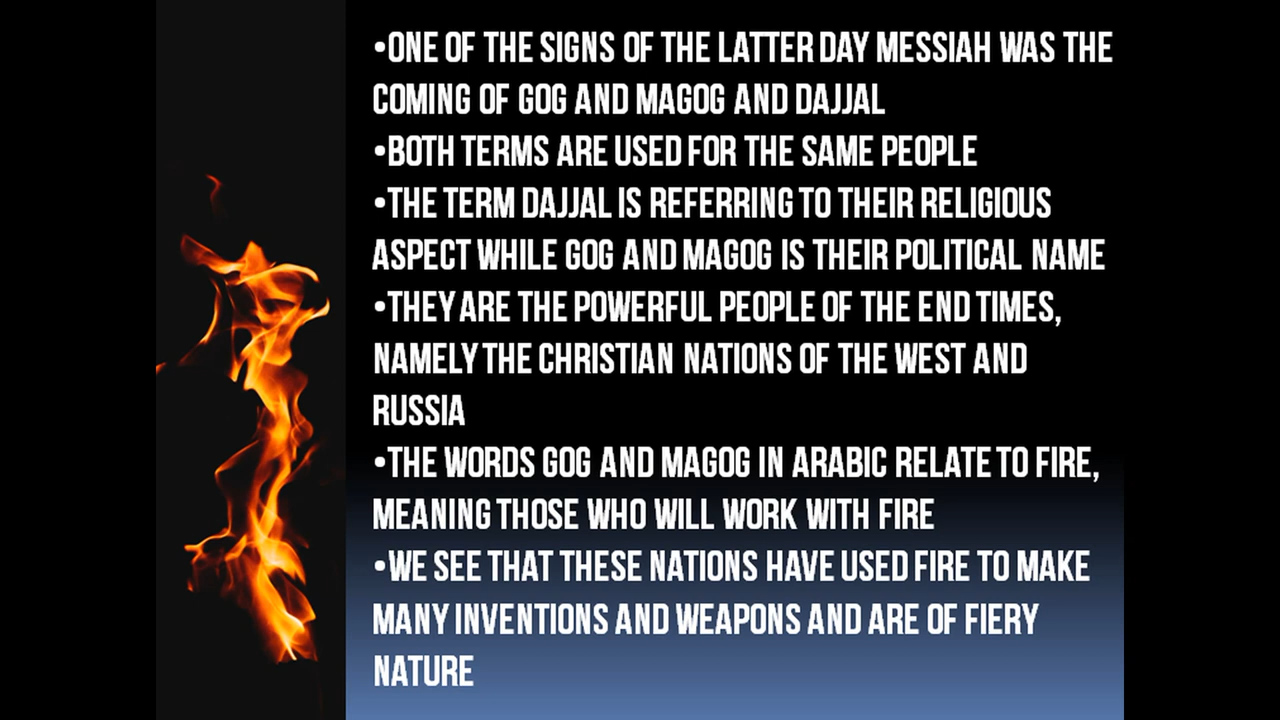 •ONE OF THE SIGNS OF THE LATTER DAY MESSIAH WAS THE
COMING OF GOG AND MAGOG AND DAJJAL
•BOTH TERMS ARE USED FOR THE SAME PEOPLE
•THE TERM DAJJAL IS REFERRING TO THEIR RELIGIOUS
ASPECT WHILE GOG AND MAGOG IS THEIR POLITICAL NAME
•THEY ARE THE POWERFUL PEOPLE OF THE END TIMES,
NAMELY THE CHRISTIAN NATIONS OF THE WEST AND
RUSSIA
•THE WORDS GOG AND MAGOG IN ARABIC RELATE TO FIRE,
MEANING THOSE WHO WILL WORK WITH FIRE
•WE SEE THAT THESE NATIONS HAVE USED FIRE TO MAKE
MANY INVENTIONS AND WEAPONS AND ARE OF FIERY
NATURE